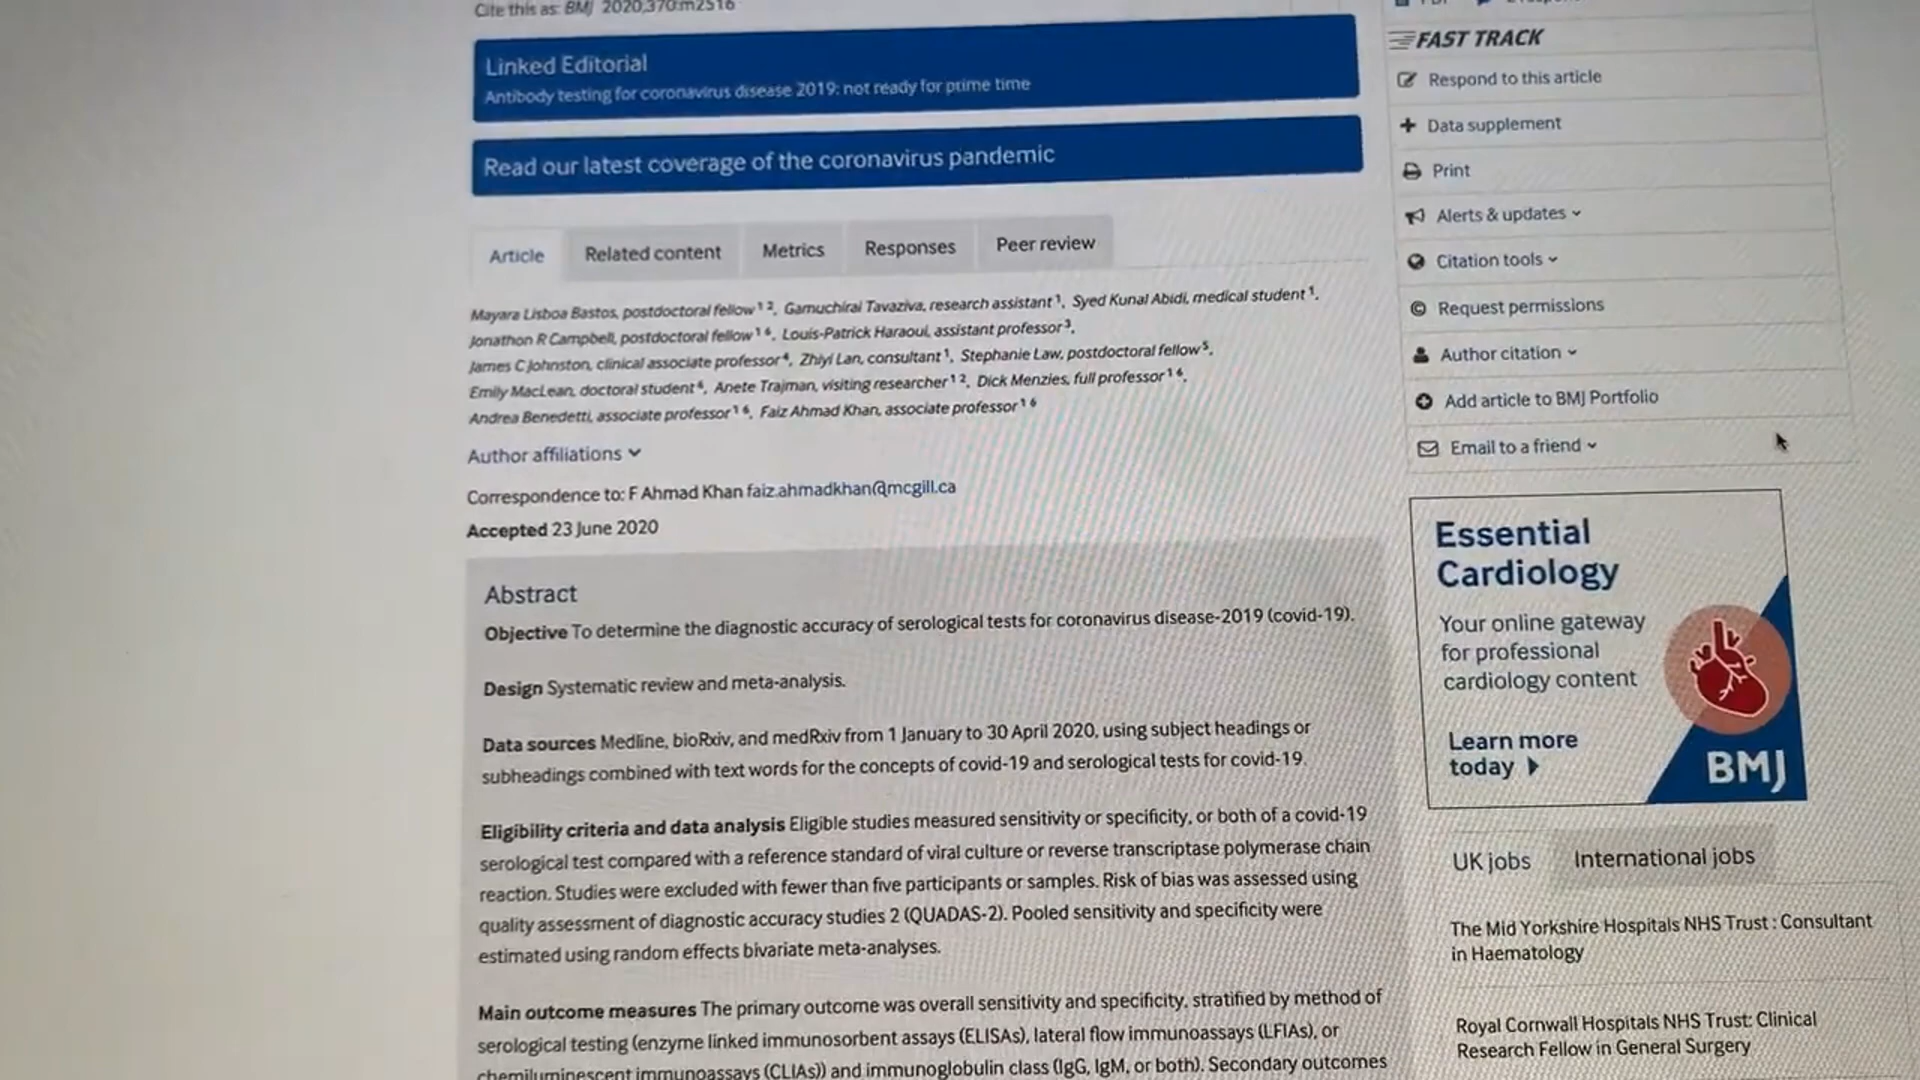 Cite this as: BMJ 2020;370:m2516
Linked Editorial
Antibody testing for coronavirus disease 2019: not ready for prime time
Read our latest coverage of the coronavirus pandemic
Article Related content Metrics Responses Peer review
Mayara Lisboa Bastos, postdoctoral fellow 1 2, Gamuchirai Tavaziva, research assistant 1, Syed Kunal Abidi, medical student 1,
Jonathon R Campbell, postdoctoral fellow 1 6, Louis-Patrick Haraoui, assistant professor 3,
James C Johnston, clinical associate professor 4, Zhiyi Lan, consultant 1, Stephanie Law, postdoctoral fellow 5,
Emily MacLean, doctoral student 6, Anete Trajman, visiting researcher 1 2, Dick Menzies, full professor 1 6,
Andrea Benedetti, associate professor 1 6, Faiz Ahmad Khan, associate professor 1 6
Author affiliations
Correspondence to: F Ahmad Khan faiz.ahmadkhan@mcgill.ca
Accepted 23 June 2020
Abstract
Objective To determine the diagnostic accuracy of serological tests for coronavirus disease-2019 (covid-19).
Design Systematic review and meta-analysis.
Data sources Medline, bioRxiv, and medRxiv from 1 January to 30 April 2020, using subject headings or
subheadings combined with text words for the concepts of covid-19 and serological tests for covid-19.
Eligibility criteria and data analysis Eligible studies measured sensitivity or specificity, or both of a covid-19
serological test compared with a reference standard of viral culture or reverse transcriptase polymerase chain
reaction. Studies were excluded with fewer than five participants or samples. Risk of bias was assessed using
quality assessment of diagnostic accuracy studies 2 (QUADAS-2). Pooled sensitivity and specificity were
estimated using random effects bivariate meta-analyses.
Main outcome measures The primary outcome was overall sensitivity and specificity, stratified by method of
serological testing (enzyme linked immunosorbent assays (ELISAs), lateral flow immunoassays (LFIAs), or
chemiluminescent immunoassays (CLIAs)) and immunoglobulin class (IgG, IgM, or both). Secondary outcomes
FAST TRACK
Respond to this article
Data supplement
Print
Alerts & updates
Citation tools
Request permissions
Author citation
Add article to BMJ Portfolio
Email to a friend
Essential
Cardiology
Your online gateway
for professional
cardiology content
Learn more
today
BMJ
UK jobs International jobs
The Mid Yorkshire Hospitals NHS Trust : Consultant
in Haematology
Royal Cornwall Hospitals NHS Trust: Clinical
Research Fellow in General Surgery